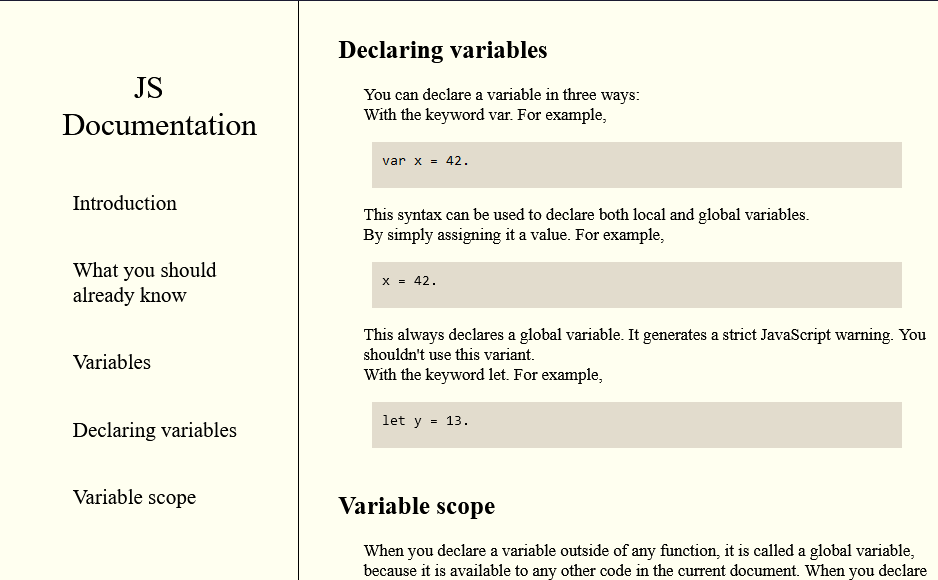 JS
Documentation
Introduction
What you should
already know
Variables
Declaring variables
Variable scope
Declaring variables
You can declare a variable in three ways:
With the keyword var. For example,
var x = 42.
This syntax can be used to declare both local and global variables.
By simply assigning it a value. For example,
x = 42.
This always declares a global variable. It generates a strict JavaScript warning. You
shouldn't use this variant.
With the keyword let. For example,
let y = 13.
Variable scope
When you declare a variable outside of any function, it is called a global variable,
because it is available to any other code in the current document. When you declare